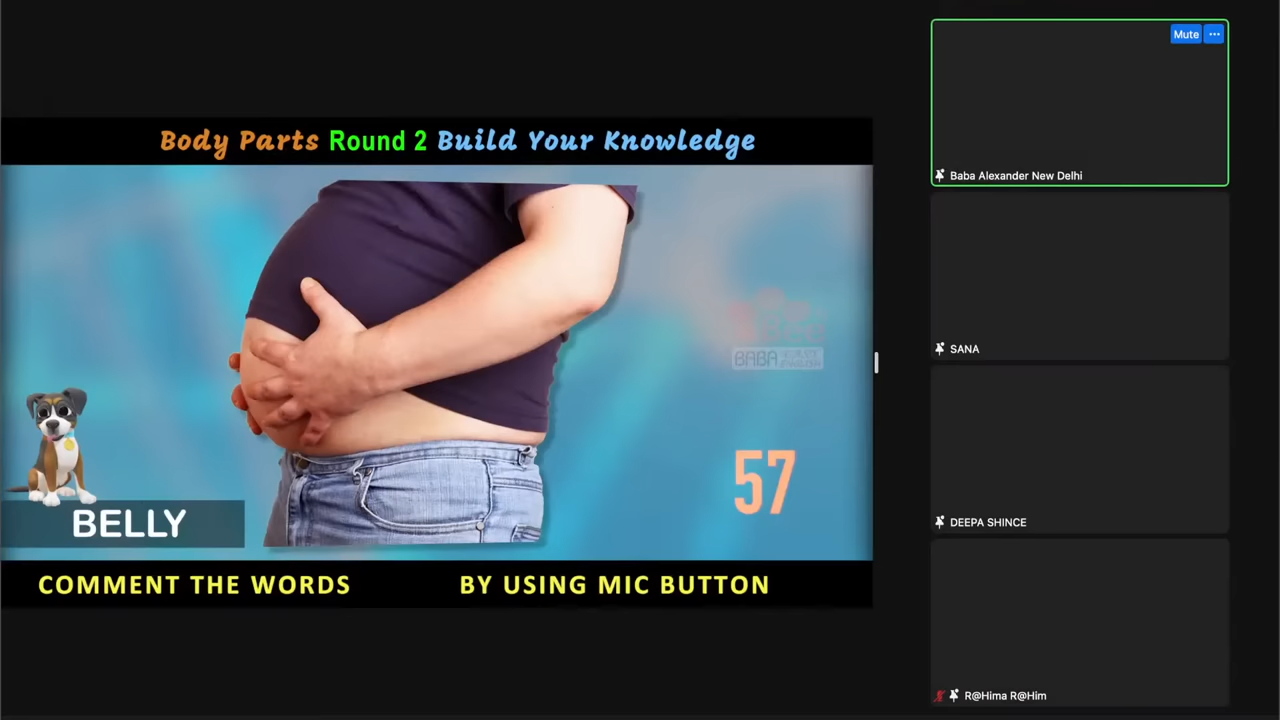 Body Parts Round 2 Build Your Knowledge
BABA
57
BELLY
COMMENT THE WORDS BY USING MIC BUTTON
Mute
Baba Alexander New Delhi
SANA
DEEPA SHINCE
R@Hima R@Him